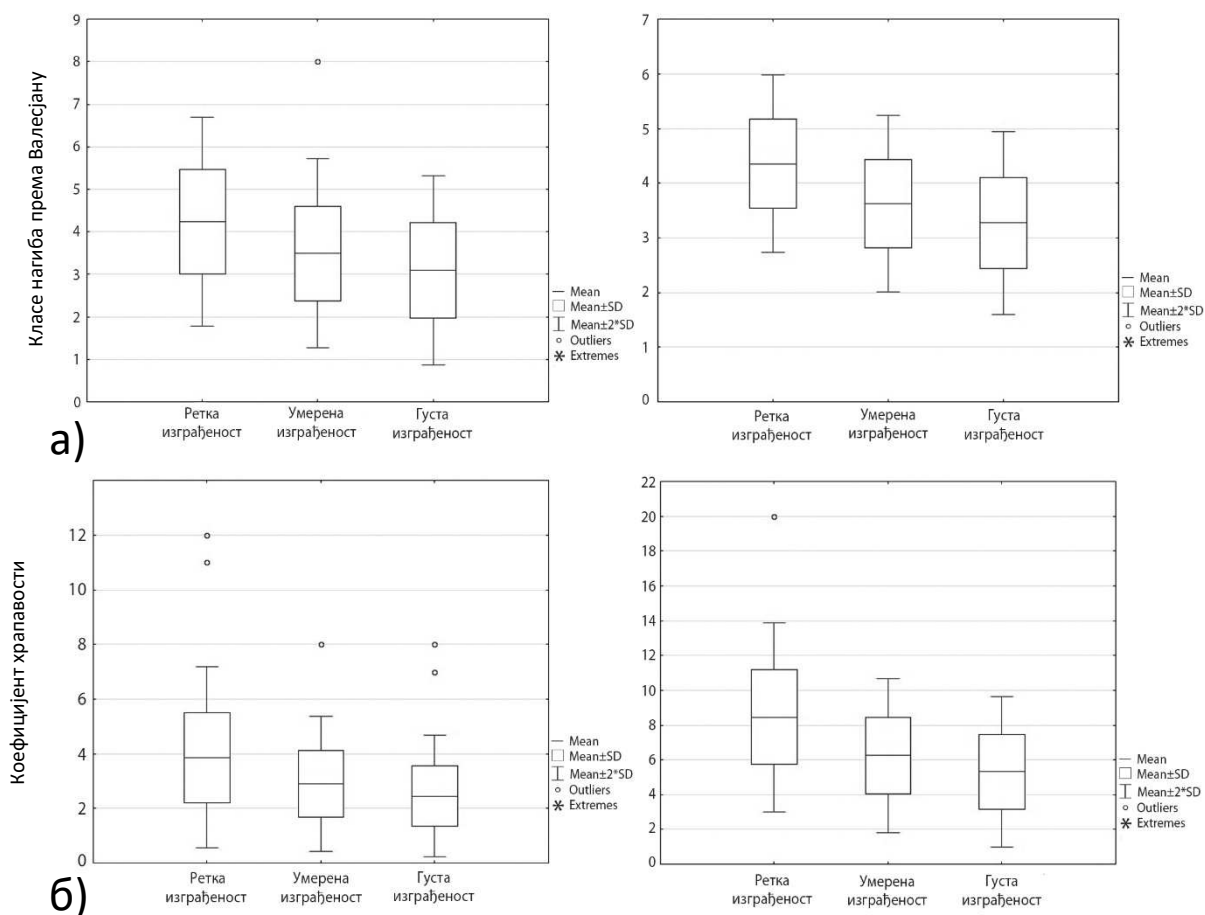 Класе нагиба према Валесјану
9
8
7
6
5
4
3
2
1
0
Ретка
изграђеност
Умерена
изграђеност
Густа
изграђеност
— Mean
□ Mean±SD
Mean±2*SD
o Outliers
* Extremes
7
6
5
4
3
2
1
0
Ретка
изграђеност
Умерена
изграђеност
Густа
изграђеност
— Mean
□ Mean±SD
Mean±2*SD
o Outliers
* Extremes
а)
Коефицијент храпавости
12
10
8
6
4
2
0
Ретка
изграђеност
Умерена
изграђеност
Густа
изграђеност
— Mean
□ Mean±SD
Mean±2*SD
o Outliers
* Extremes
22
20
18
16
14
12
10
8
6
4
2
0
Ретка
изграђеност
Умерена
изграђеност
Густа
изграђеност
— Mean
□ Mean±SD
Mean±2*SD
o Outliers
* Extremes
б)